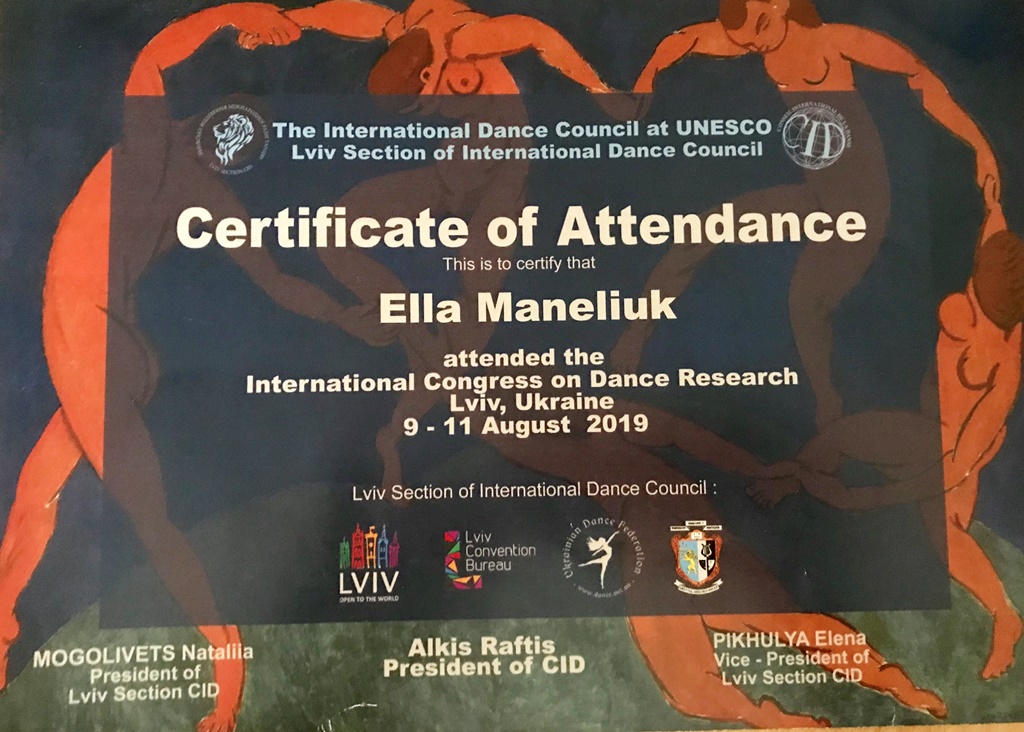 The International Dance Council at UNESCO
Lviv Section of International Dance Council
CID
Certificate of Attendance
This is to certify that
Ella Maneliuk
attended the
International Congress on Dance Research
Lviv, Ukraine
9 - 11 August 2019
Lviv Section of International Dance Council :
LVIV
OPEN TO THE WORLD
Lviv
Convention
Bureau
Ukrainian Dance Federation
MOGOLIVETS Nataliia
President of
Lviv Section CID
Alkis Raftis
President of CID
PIKHULYA Elena
Vice - President of
Lviv Section CID